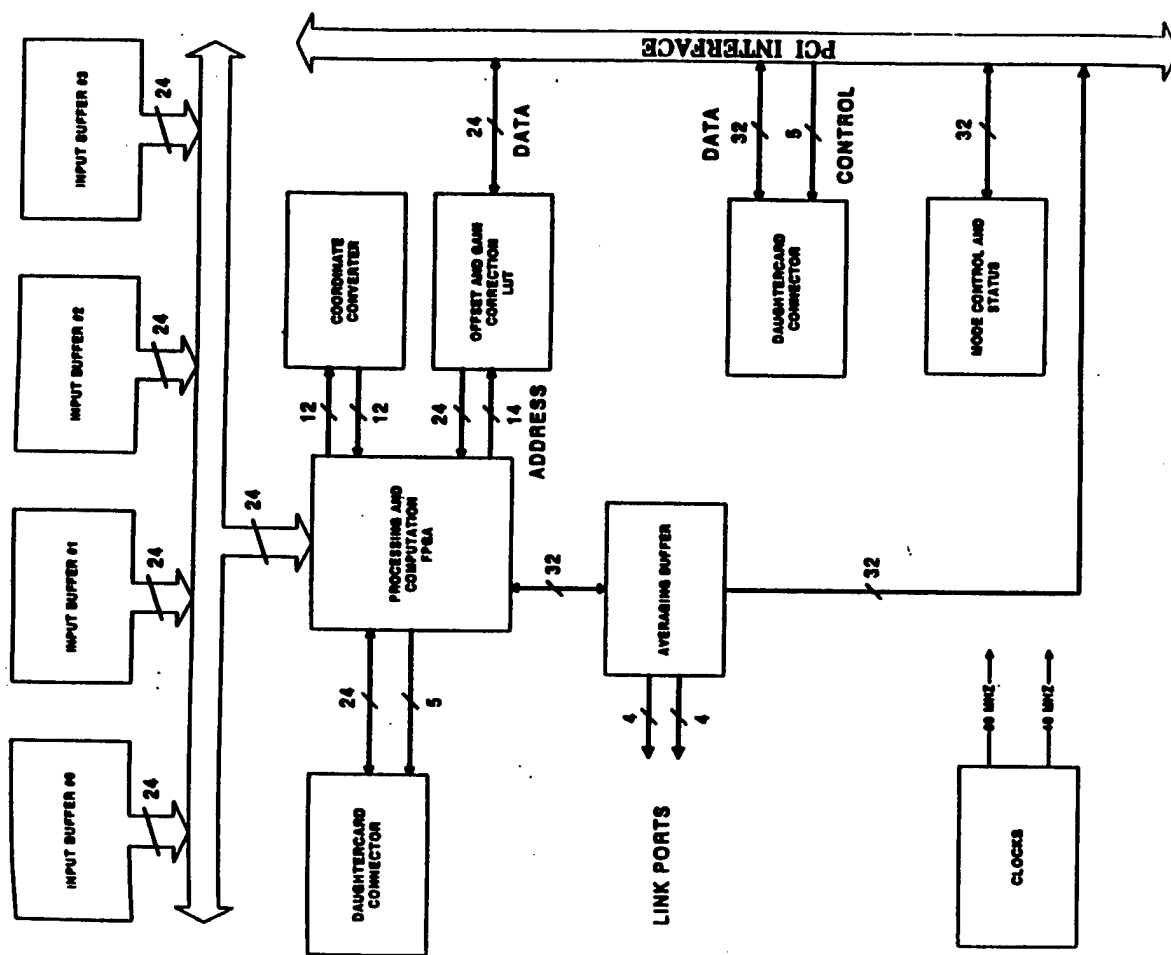 INPUT BUFFER #3
24
INPUT BUFFER #2
24
INPUT BUFFER #1
24
INPUT BUFFER #0
24
24
COORDINATE
CONVERTER
12
12
OFFSET AND GAIN
CORRECTION
LUT
24
14
ADDRESS
24
DATA
PROCESSING AND
COMPUTATION
FPGA
24
5
DAUGHTERCARD
CONNECTOR
32
AVERAGING BUFFER
4
4
LINK PORTS
32
PCI INTERFACE
DATA
32
5
CONTROL
DAUGHTERCARD
CONNECTOR
32
MODE CONTROL AND
STATUS
CLOCKS
MHZ
40 MHZ